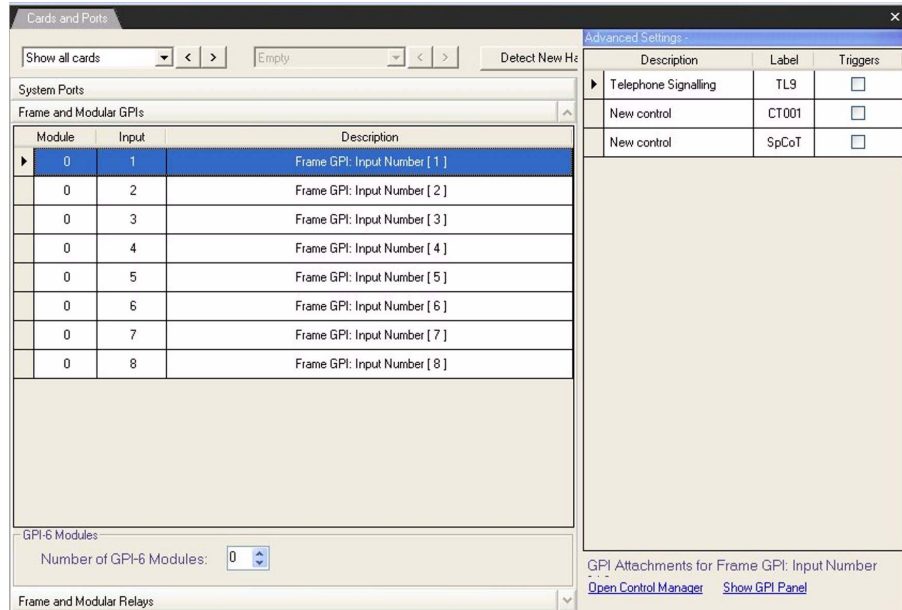 Cards and Ports
Show all cards < > Empty < > Detect New Ha
System Ports
Frame and Modular GPIs
Module Input Description
0 1 Frame GPI: Input Number [ 1 ]
0 2 Frame GPI: Input Number [ 2 ]
0 3 Frame GPI: Input Number [ 3 ]
0 4 Frame GPI: Input Number [ 4 ]
0 5 Frame GPI: Input Number [ 5 ]
0 6 Frame GPI: Input Number [ 6 ]
0 7 Frame GPI: Input Number [ 7 ]
0 8 Frame GPI: Input Number [ 8 ]
GPI-6 Modules
Number of GPI-6 Modules: 0
Frame and Modular Relays
Advanced Settings -
Description Label Triggers
Telephone Signalling TL9
New control CT001
New control SpCoT
GPI Attachments for Frame GPI: Input Number
Open Control Manager Show GPI Panel